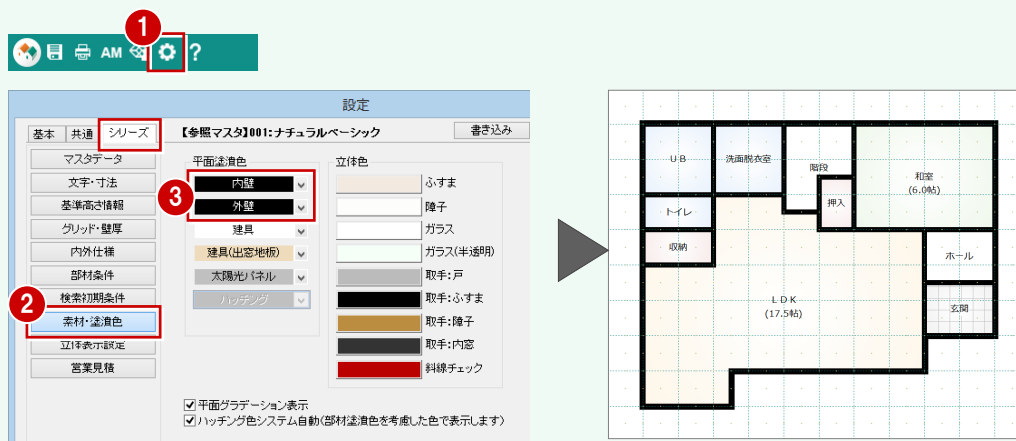 1
AM ?
設定
基本 共通 シリーズ 【参照マスタ】001:ナチュラルベーシック 書き込み
マスタデータ
文字・寸法
基準高さ情報
グリッド・壁厚
内外仕様
部材条件
検索初期条件
2
素材・塗潰色
立体表示設定
営業見積
平面塗潰色
3
内壁
外壁
建具
建具(出窓地板)
太陽光パネル
ハッチング
立体色
ふすま
障子
ガラス
ガラス(半透明)
取手:戸
取手:ふすま
取手:障子
取手:内窓
斜線チェック
平面グラデーション表示
ハッチング色システム自動(部材塗潰色を考慮した色で表示します)
UB
洗面脱衣室
階段
和室
(6.0帖)
押入
トイレ
収納
ホール
LDK
(17.5帖)
玄関